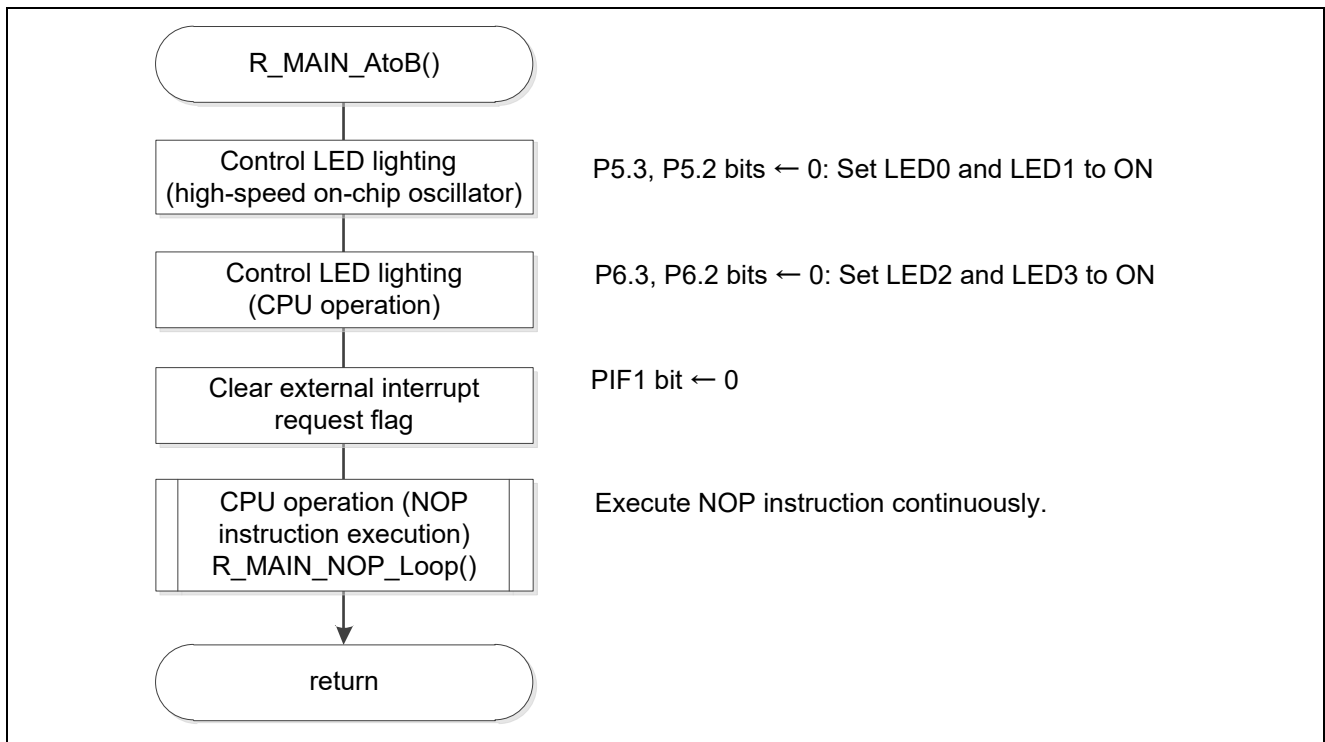 R_MAIN_AtoB()
Control LED lighting
(high-speed on-chip oscillator)
P5.3, P5.2 bits ← 0: Set LED0 and LED1 to ON
Control LED lighting
(CPU operation)
P6.3, P6.2 bits ← 0: Set LED2 and LED3 to ON
Clear external interrupt
request flag
PIF1 bit ← 0
CPU operation (NOP
instruction execution)
R_MAIN_NOP_Loop()
Execute NOP instruction continuously.
return